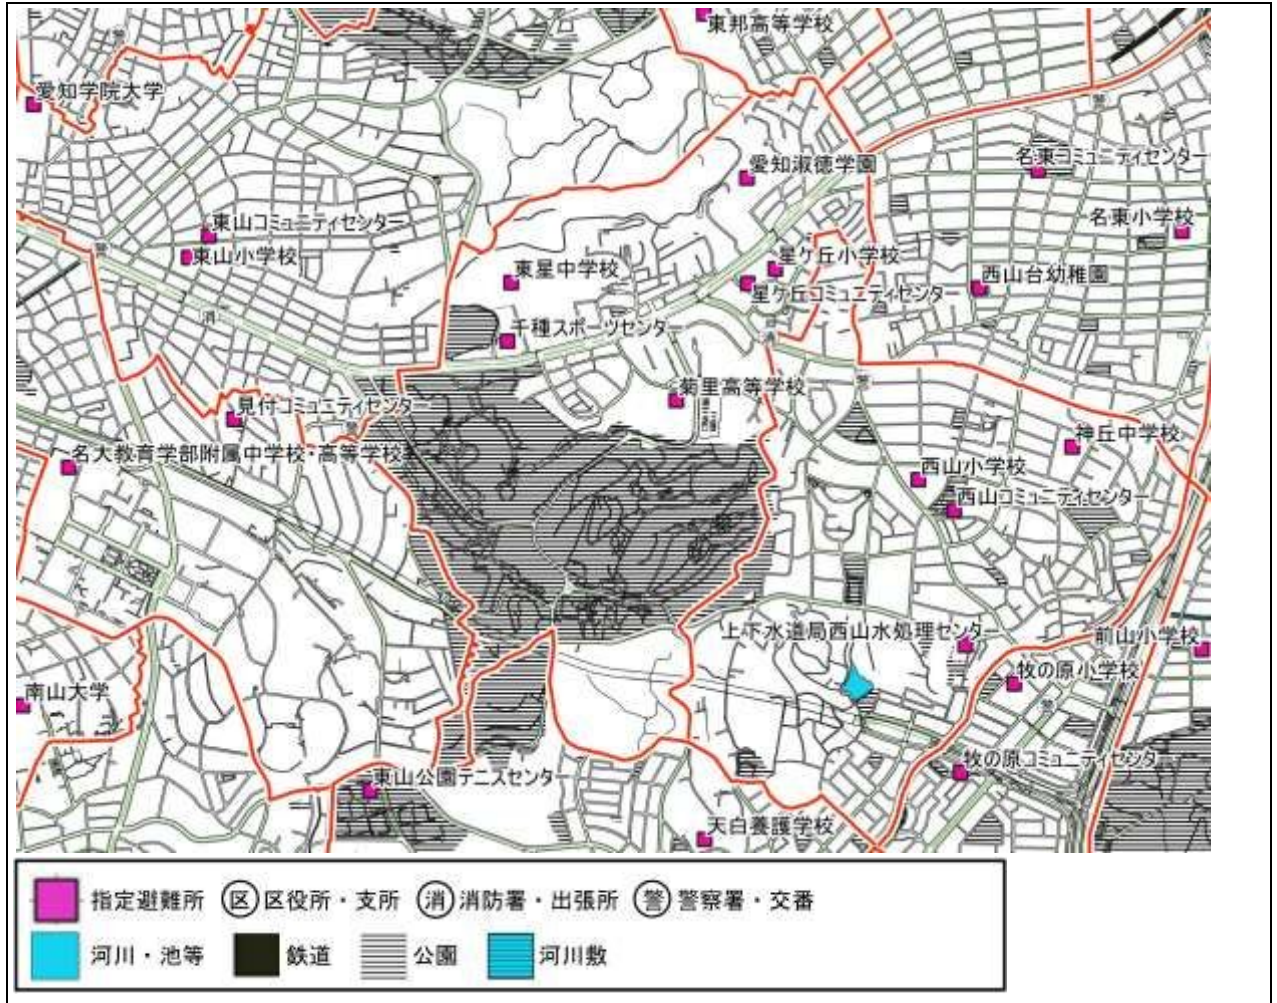 東邦高等学校
警
愛知学院大学
警
愛知淑徳学園
名東コミュニティセンター
東山コミュニティセンター
名東小学校
警
東山小学校
星ケ丘小学校
東星中学校
西山台幼稚園
星ケ丘コミュニティセンター
消
千種スポーツセンター
消
警
菊里高等学校
見付コミュニティセンター
警
神丘中学校
名大教育学部附属中学校・高等学校
西山小学校
西山コミュニティセンター
上下水道局西山水処理センター
前山小学校
牧の原小学校
南山大学
警
牧の原コミュニティセンタ
東山公園テニスセンタ
天白養護学校
指定避難所 区 区役所・支所 消 消防署・出張所 警 警察署・交番
河川・池等 鉄道 公園 河川敷